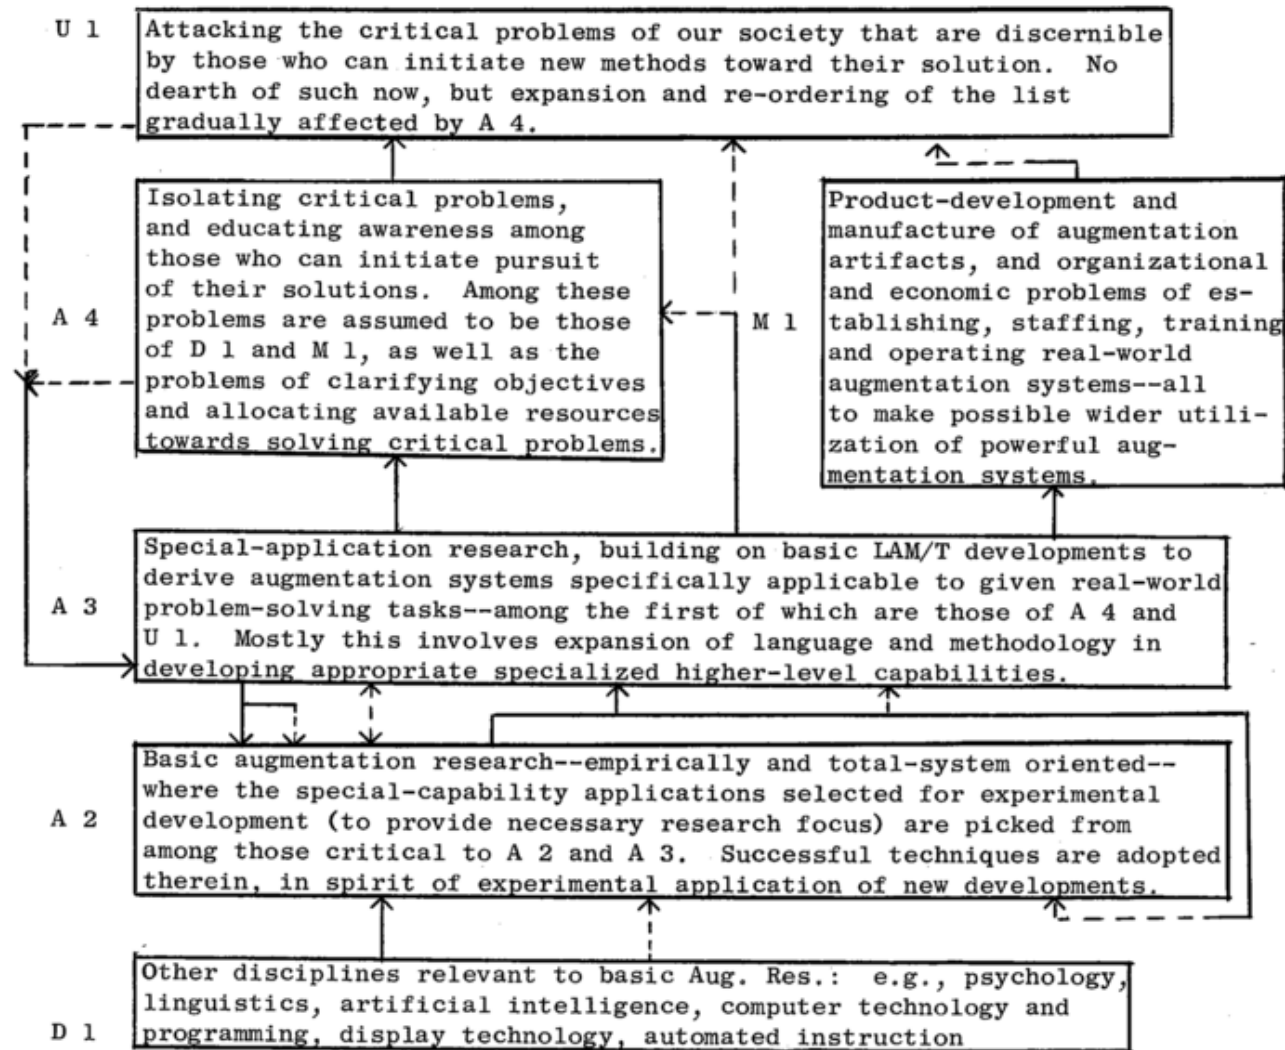 U 1
Attacking the critical problems of our society that are discernible
by those who can initiate new methods toward their solution.  No
dearth of such now, but expansion and re-ordering of the list
gradually affected by A 4.
A 4
Isolating critical problems,
and educating awareness among
those who can initiate pursuit
of their solutions.  Among these
problems are assumed to be those
of D 1 and M 1, as well as the
problems of clarifying objectives
and allocating available resources
towards solving critical problems.
M 1
Product-development and
manufacture of augmentation
artifacts, and organizational
and economic problems of es-
tablishing, staffing, training
and operating real-world
augmentation systems--all
to make possible wider utili-
zation of powerful aug-
mentation systems.
A 3
Special-application research, building on basic LAM/T developments to
derive augmentation systems specifically applicable to given real-world
problem-solving tasks--among the first of which are those of A 4 and
U 1.  Mostly this involves expansion of language and methodology in
developing appropriate specialized higher-level capabilities.
A 2
Basic augmentation research--empirically and total-system oriented--
where the special-capability applications selected for experimental
development (to provide necessary research focus) are picked from
among those critical to A 2 and A 3.  Successful techniques are adopted
therein, in spirit of experimental application of new developments.
D 1
Other disciplines relevant to basic Aug. Res.:  e.g., psychology,
linguistics, artificial intelligence, computer technology and
programming, display technology, automated instruction